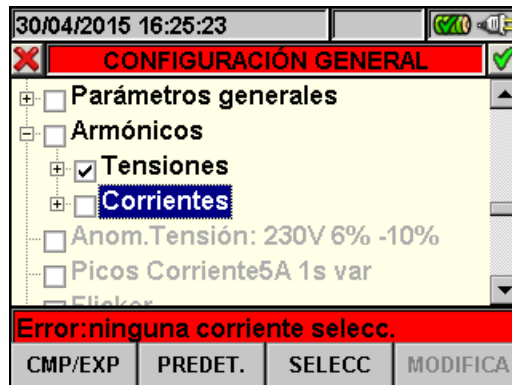 30/04/2015 16:25:23
CONFIGURACIÓN GENERAL
Parámetros generales
Armónicos
Tensiones
Corrientes
Anom.Tensión: 230V 6% -10%
Picos Corriente5A 1s var
Flicker
Error:ninguna corriente selecc.
CMP/EXP PREDET. SELECC MODIFICA